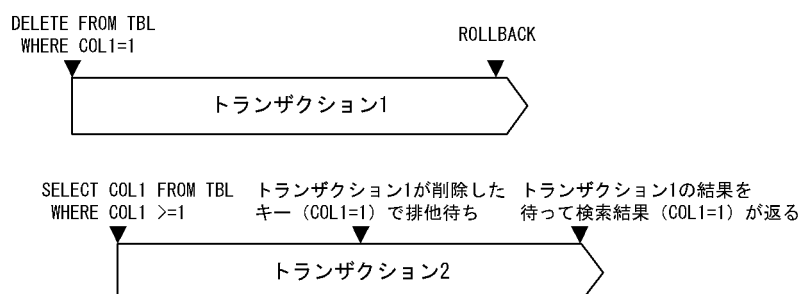 DELETE FROM TBL
WHERE COL1=1
ROLLBACK
トランザクション1
SELECT COL1 FROM TBL
WHERE COL1 >=1
トランザクション1が削除した
キー（COL1=1）で排他待ち
トランザクション1の結果を
待って検索結果（COL1=1）が返る
トランザクション2